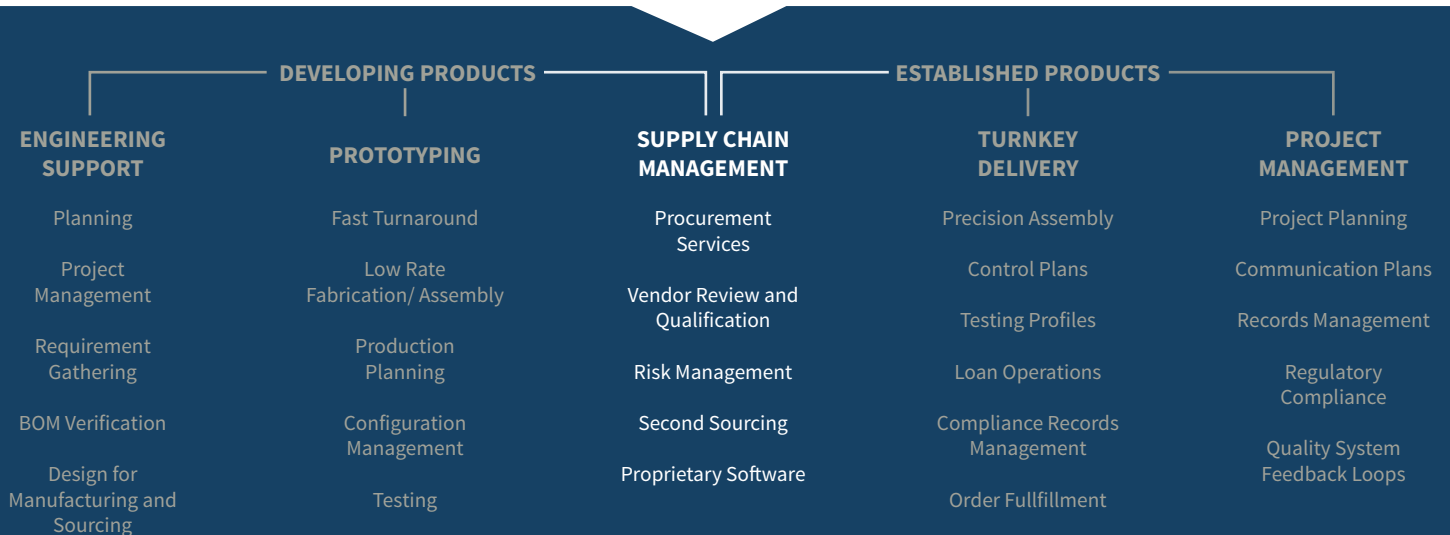 DEVELOPING PRODUCTS
ESTABLISHED PRODUCTS
ENGINEERING
SUPPORT
Planning
Project
Management
Requirement
Gathering
BOM Verification
Design for
Manufacturing and
Sourcing
PROTOTYPING
Fast Turnaround
Low Rate
Fabrication/ Assembly
Production
Planning
Configuration
Management
Testing
SUPPLY CHAIN
MANAGEMENT
Procurement
Services
Vendor Review and
Qualification
Risk Management
Second Sourcing
Proprietary Software
TURNKEY
DELIVERY
Precision Assembly
Control Plans
Testing Profiles
Loan Operations
Compliance Records
Management
Order Fullfillment
PROJECT
MANAGEMENT
Project Planning
Communication Plans
Records Management
Regulatory
Compliance
Quality System
Feedback Loops